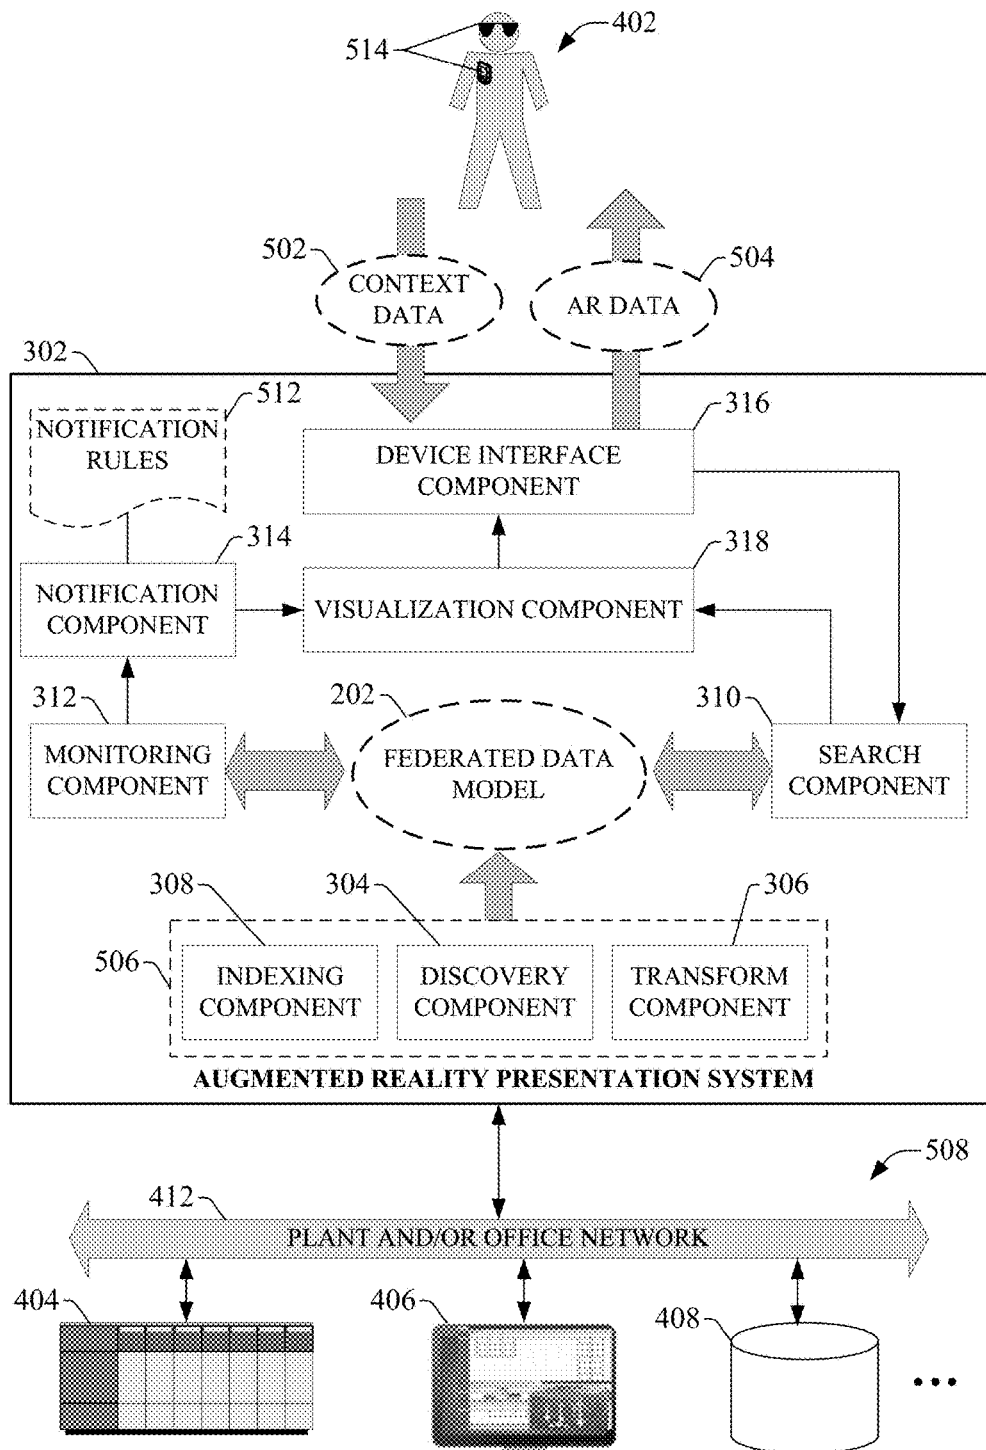 402
514
502
CONTEXT
DATA
504
AR DATA
302
512
NOTIFICATION
RULES
316
DEVICE INTERFACE
COMPONENT
314
NOTIFICATION
COMPONENT
318
VISUALIZATION COMPONENT
312
MONITORING
COMPONENT
202
FEDERATED DATA
MODEL
310
SEARCH
COMPONENT
308
304
306
506
INDEXING
COMPONENT
DISCOVERY
COMPONENT
TRANSFORM
COMPONENT
AUGMENTED REALITY PRESENTATION SYSTEM
508
412
PLANT AND/OR OFFICE NETWORK
404
406
408